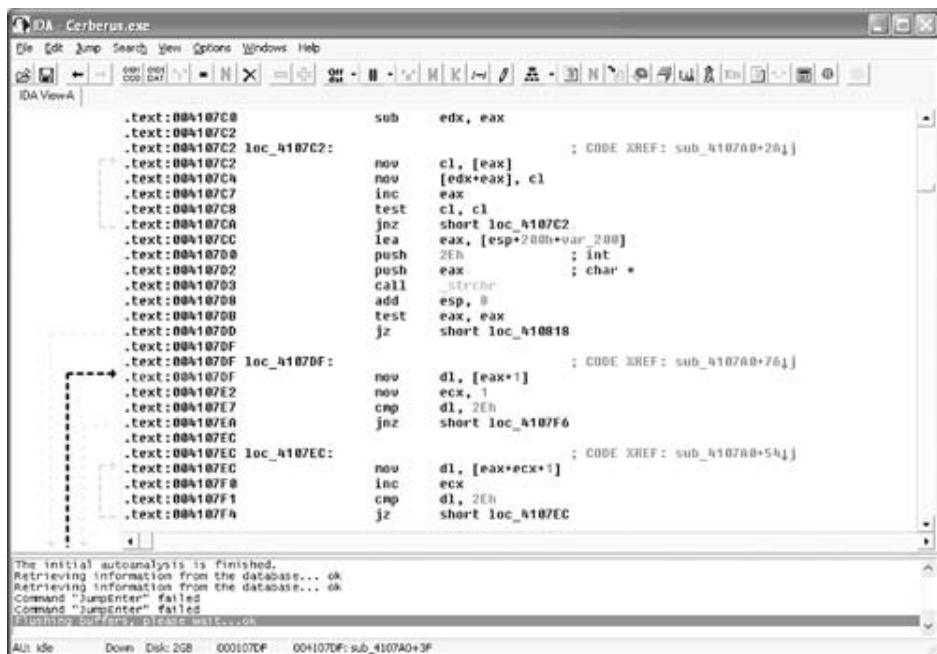 IDA - Cerberus.exe
File Edit Jump Search View Options Windows Help
IDA View-A
.text:004107C0 sub edx, eax
.text:004107C2
.text:004107C2 loc_4107C2: ; CODE XREF: sub_4107A0+2A↓j
.text:004107C2 mov cl, [eax]
.text:004107C4 mov [edx+eax], cl
.text:004107C7 inc eax
.text:004107C8 test cl, cl
.text:004107CA jnz short loc_4107C2
.text:004107CC lea eax, [esp+200h+var_200]
.text:004107D0 push 2Eh ; int
.text:004107D2 push eax ; char *
.text:004107D3 call _strchr
.text:004107D8 add esp, 8
.text:004107DB test eax, eax
.text:004107DD jz short loc_410818
.text:004107DF
.text:004107DF loc_4107DF: ; CODE XREF: sub_4107A0+76↓j
.text:004107DF mov dl, [eax+1]
.text:004107E2 mov ecx, 1
.text:004107E7 cmp dl, 2Eh
.text:004107EA jnz short loc_4107F6
.text:004107EC
.text:004107EC loc_4107EC: ; CODE XREF: sub_4107A0+54↓j
.text:004107EC mov dl, [eax+ecx+1]
.text:004107F0 inc ecx
.text:004107F1 cmp dl, 2Eh
.text:004107F4 jz short loc_4107EC
The initial autoanalysis is finished.
Retrieving information from the database... ok
Retrieving information from the database... ok
Command "JumpEnter" failed
Command "JumpEnter" failed
Flushing buffers, please wait...ok
AU: idle Down Disk: 2GB 000107DF 004107DF: sub_4107A0+3F